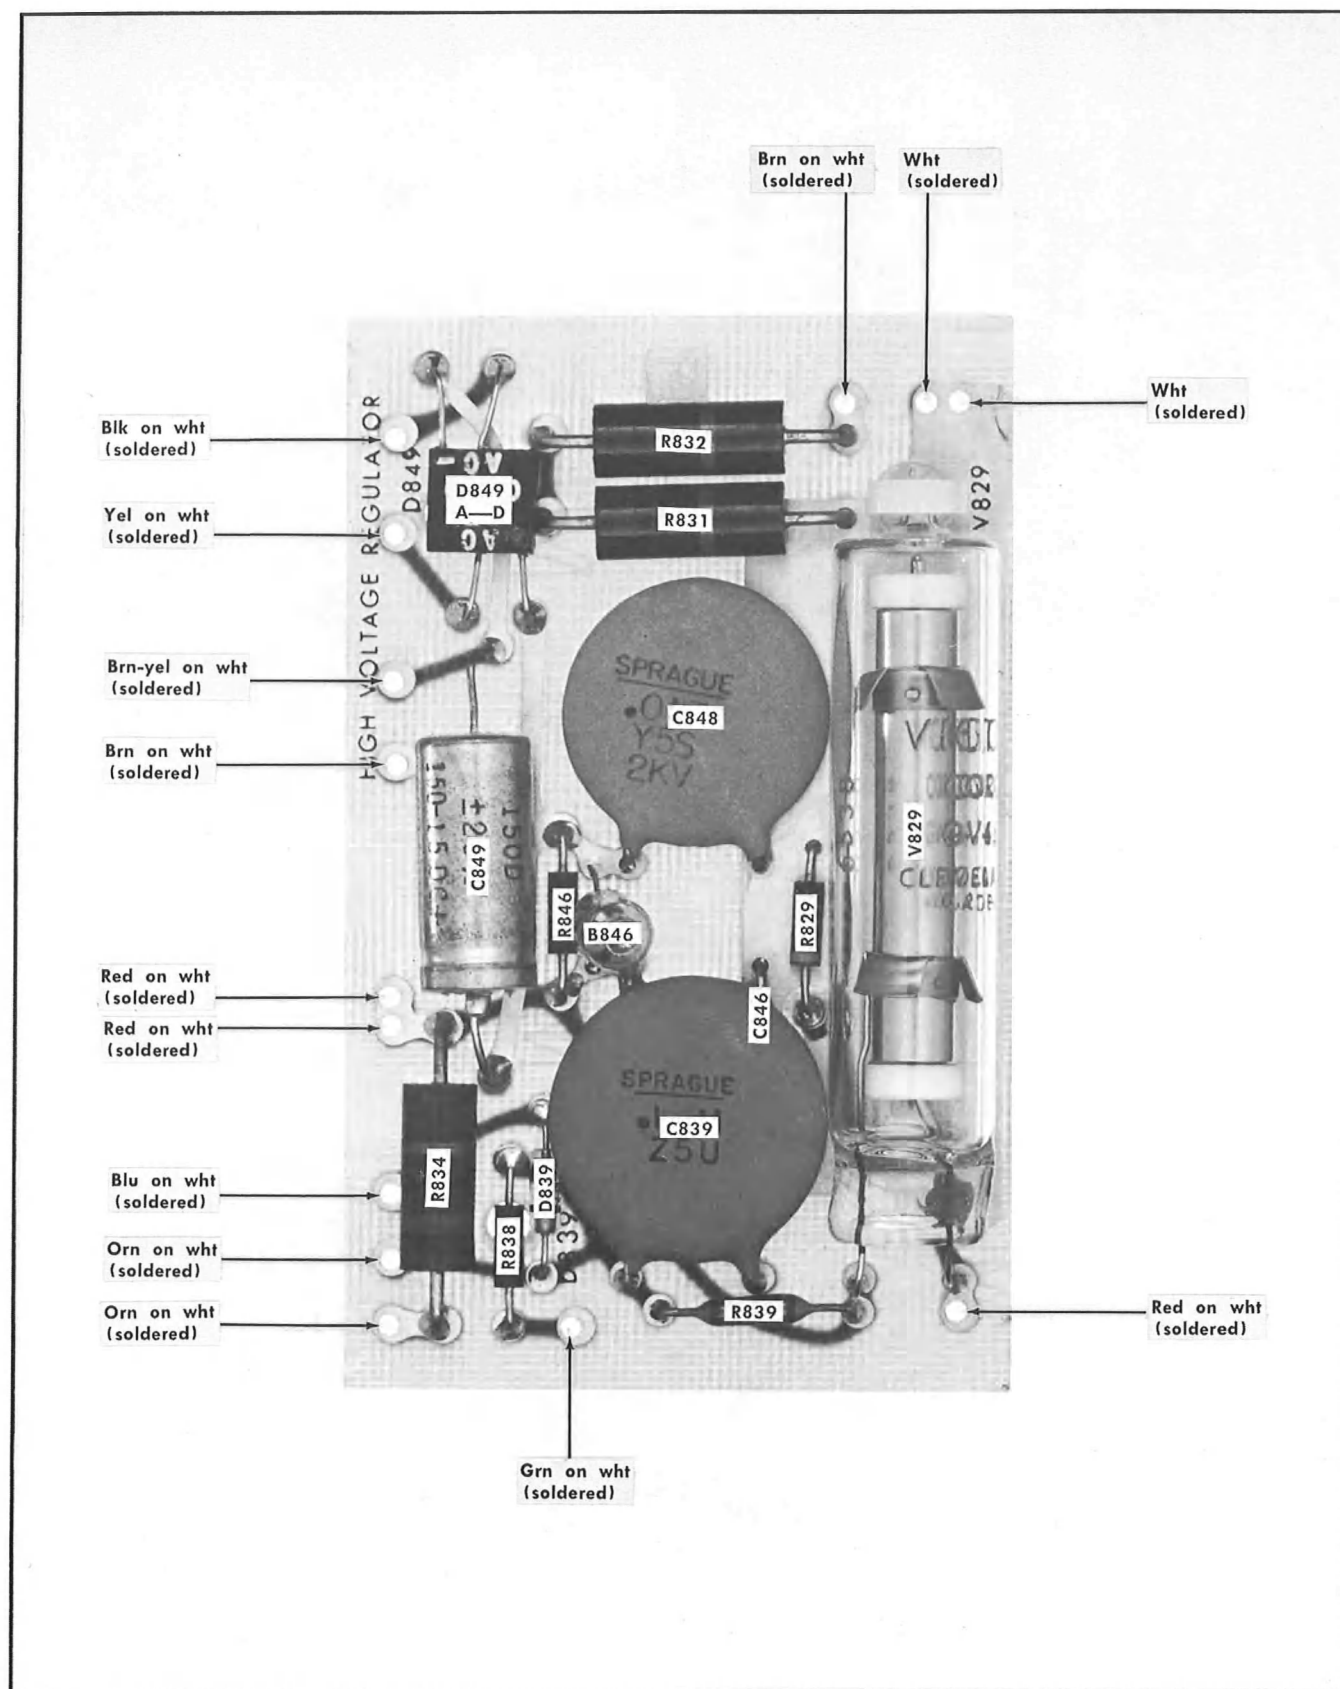 Brn on wht
(soldered)
Wht
(soldered)
Wht
(soldered)
Blk on wht
(soldered)
Yel on wht
(soldered)
Brn-yel on wht
(soldered)
Brn on wht
(soldered)
Red on wht
(soldered)
Red on wht
(soldered)
Blu on wht
(soldered)
Orn on wht
(soldered)
Orn on wht
(soldered)
Grn on wht
(soldered)
Red on wht
(soldered)
HIGH VOLTAGE REGULATOR
D849
AC
D849
A—D
AC
R832
R831
V829
SPRAGUE
C848
Y5S
2KV
150D
C849
R846
B846
R829
V829
C846
SPRAGUE
C839
Z5U
R834
R838
D839
D839
R839